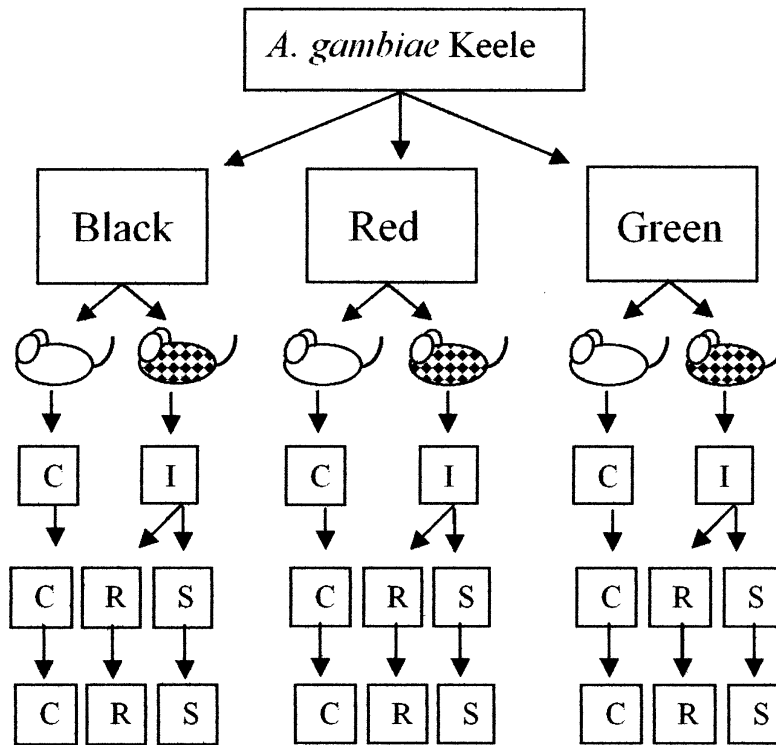 A. gambiae Keele
Black Red Green
C I C I C I
C R S C R S C R S
C R S C R S C R S